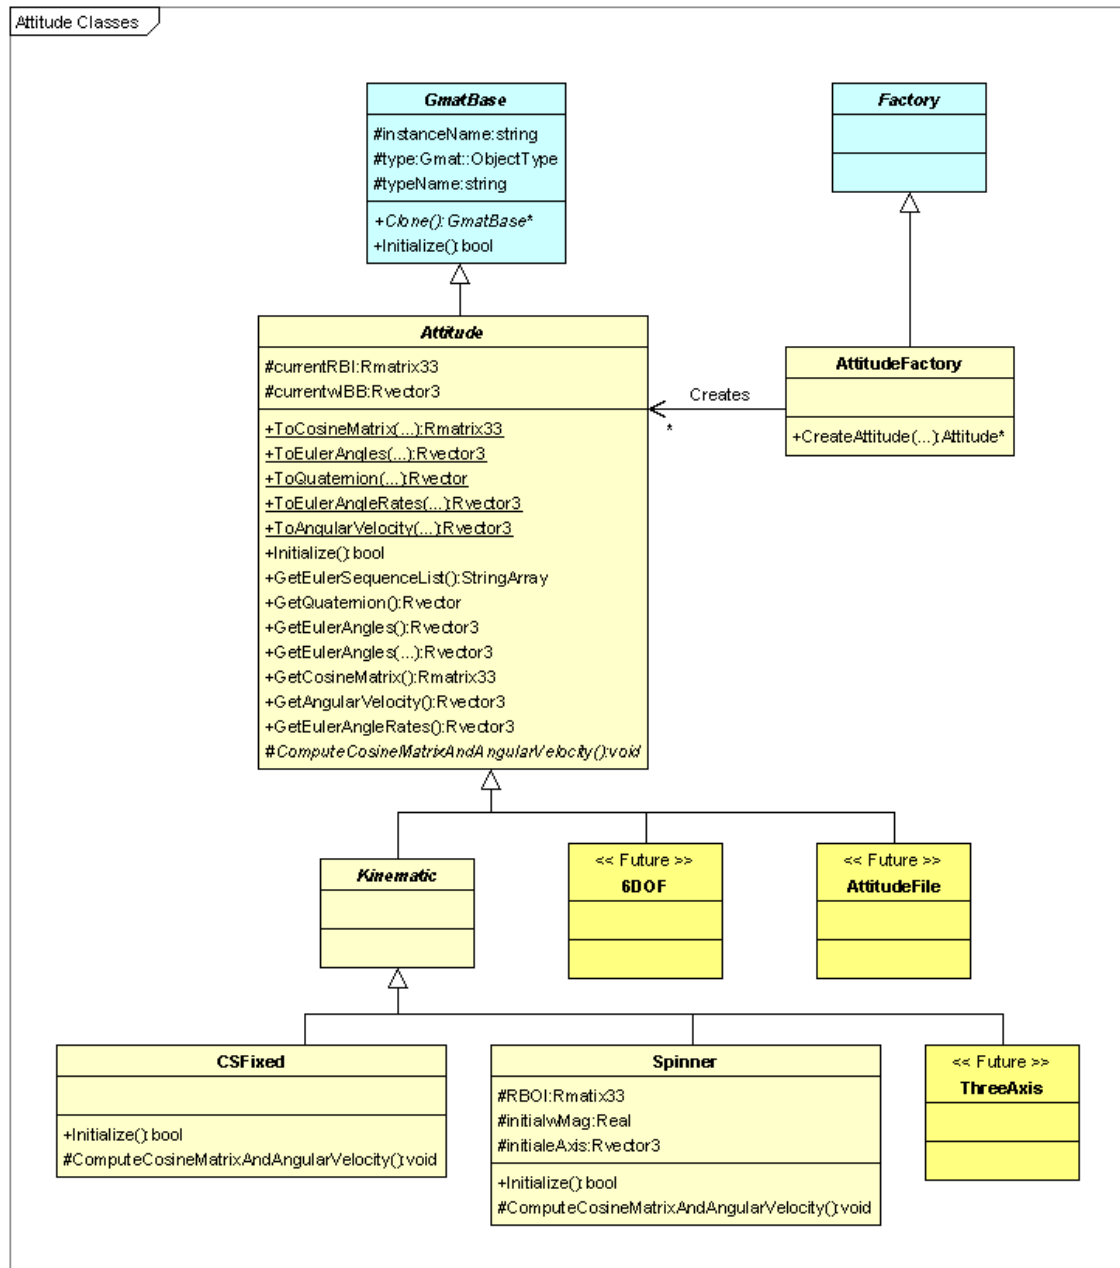 Attitude Classes
GmatBase
#instanceName:string
#type:Gmat::ObjectType
#typeName:string
+Clone():GmatBase*
+Initialize():bool
Factory
Attitude
#currentRBI:Rmatrix33
#currentwIBB:Rvector3
+ToCosineMatrix(...):Rmatrix33
+ToEulerAngles(...):Rvector3
+ToQuaternion(...):Rvector
+ToEulerAngleRates(...):Rvector3
+ToAngularVelocity(...):Rvector3
+Initialize():bool
+GetEulerSequenceList():StringArray
+GetQuaternion():Rvector
+GetEulerAngles():Rvector3
+GetEulerAngles(...):Rvector3
+GetCosineMatrix():Rmatrix33
+GetAngularVelocity():Rvector3
+GetEulerAngleRates():Rvector3
#ComputeCosineMatrixAndAngularVelocity():void
Creates
*
AttitudeFactory
+CreateAttitude(...):Attitude*
Kinematic
<< Future >>
6DOF
<< Future >>
AttitudeFile
CSFixed
+Initialize():bool
#ComputeCosineMatrixAndAngularVelocity():void
Spinner
#RBOI:Rmatix33
#initialwMag:Real
#initialeAxis:Rvector3
+Initialize():bool
#ComputeCosineMatrixAndAngularVelocity():void
<< Future >>
ThreeAxis